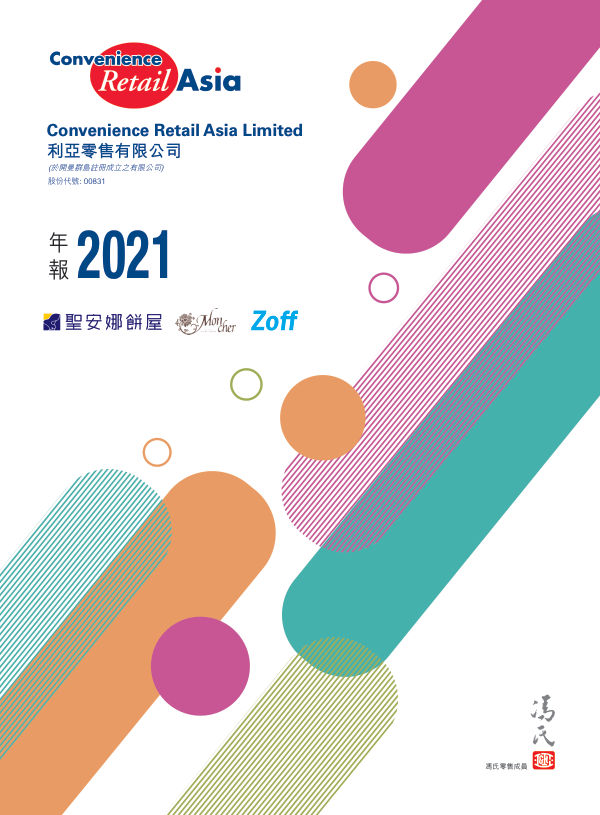 Convenience
Retail Asia
Convenience Retail Asia Limited
利亞零售有限公司
(於開曼群島註冊成立之有限公司)
股份代號: 00831
年報 2021
聖安娜餅屋 Mon cher Zoff
馮氏
馮氏零售成員